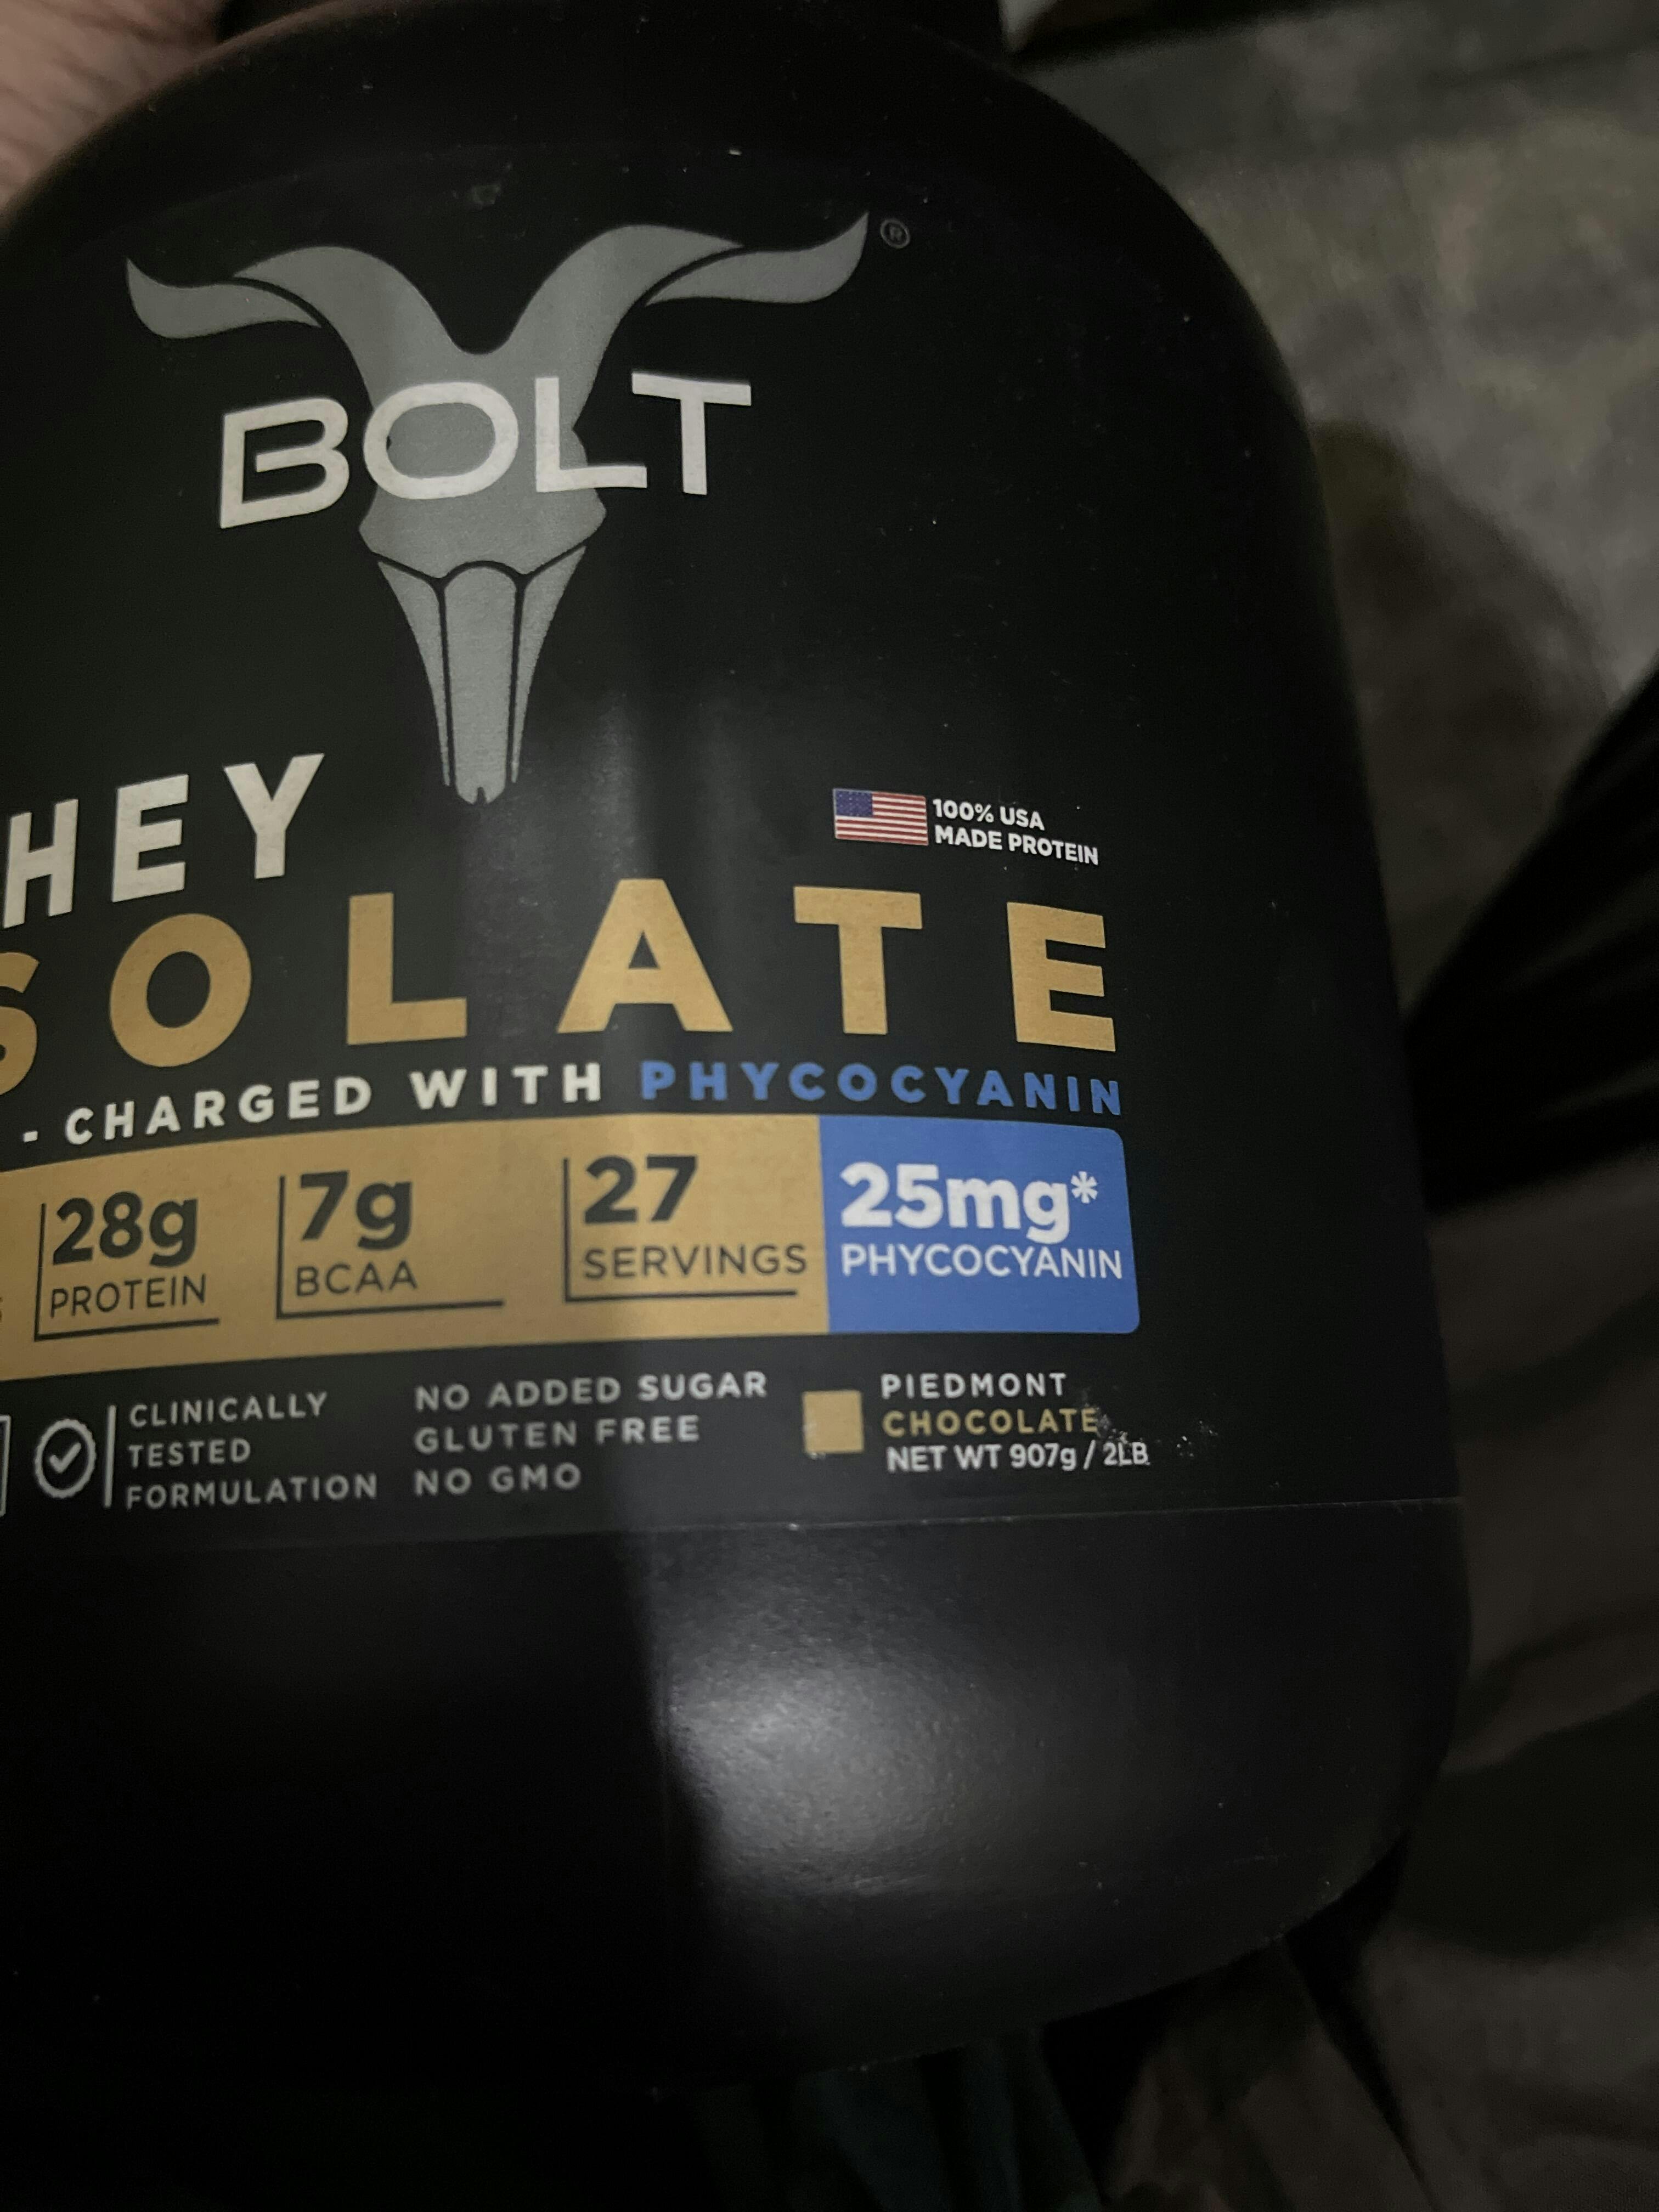 ®
BOLT
HEY
100% USA
MADE PROTEIN
SOLATE
- CHARGED WITH PHYCOCYANIN
28g
PROTEIN
7g
BCAA
27
SERVINGS
25mg*
PHYCOCYANIN
CLINICALLY
TESTED
FORMULATION
NO ADDED SUGAR
GLUTEN FREE
NO GMO
PIEDMONT
CHOCOLATE
NET WT 907g / 2LB